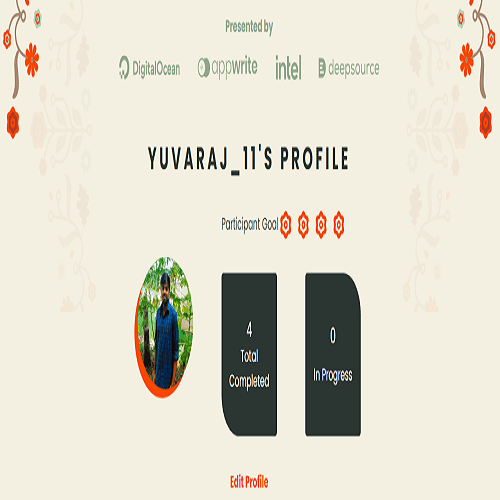 Presented by
DigitalOcean appwrite intel deepsource
YUVARAJ_11'S PROFILE
Participant Goal
4
Total
Completed
0
In Progress
Edit Profile